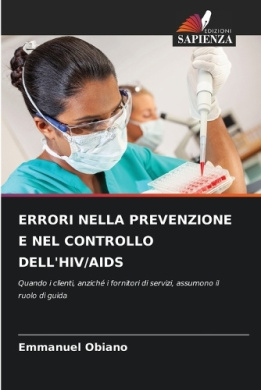 EDIZIONI
SAPIENZA
ERRORI NELLA PREVENZIONE
E NEL CONTROLLO
DELL'HIV/AIDS
Quando i clienti, anziché i fornitori di servizi, assumono il
ruolo di guida
Emmanuel Obiano